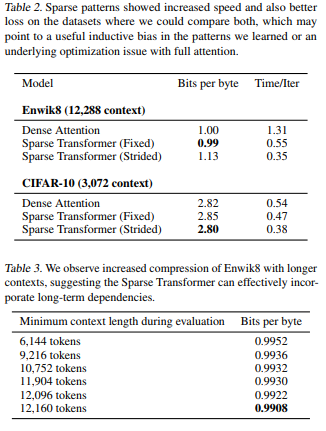 Table 2. Sparse patterns showed increased speed and also better
loss on the datasets where we could compare both, which may
point to a useful inductive bias in the patterns we learned or an
underlying optimization issue with full attention.
Model Bits per byte Time/Iter
Enwik8 (12,288 context)
Dense Attention 1.00 1.31
Sparse Transformer (Fixed) 0.99 0.55
Sparse Transformer (Strided) 1.13 0.35
CIFAR-10 (3,072 context)
Dense Attention 2.82 0.54
Sparse Transformer (Fixed) 2.85 0.47
Sparse Transformer (Strided) 2.80 0.38
Table 3. We observe increased compression of Enwik8 with longer
contexts, suggesting the Sparse Transformer can effectively incor-
porate long-term dependencies.
Minimum context length during evaluation Bits per byte
6,144 tokens 0.9952
9,216 tokens 0.9936
10,752 tokens 0.9932
11,904 tokens 0.9930
12,096 tokens 0.9922
12,160 tokens 0.9908